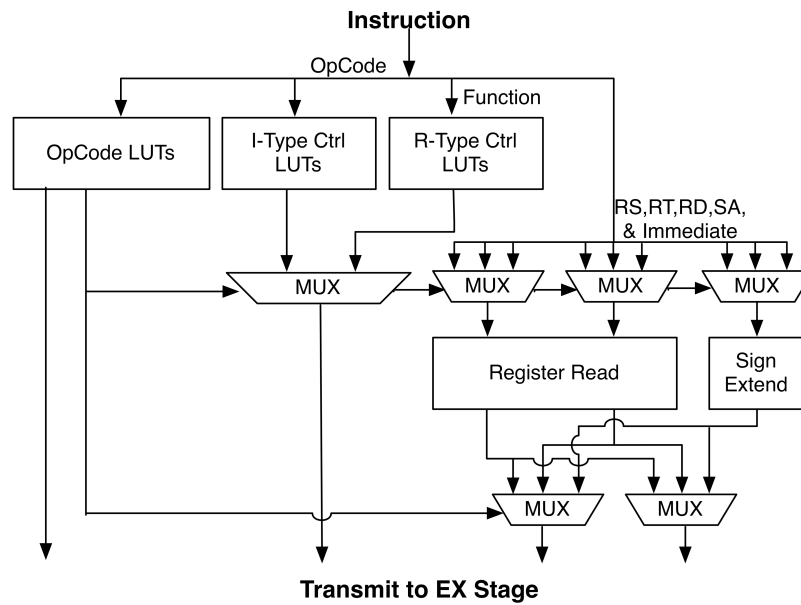 Instruction
OpCode
Function
OpCode LUTs
I-Type Ctrl
LUTs
R-Type Ctrl
LUTs
RS,RT,RD,SA,
& Immediate
MUX
MUX
MUX
MUX
Register Read
Sign
Extend
MUX
MUX
Transmit to EX Stage